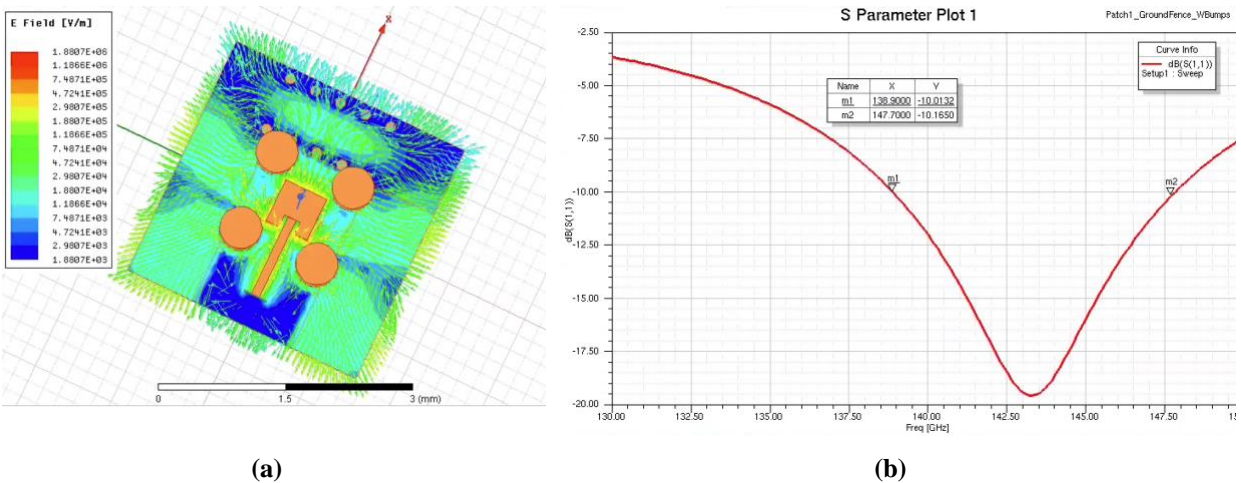 E Field [V/m]
1.8807E+06
1.1866E+06
7.4871E+05
4.7241E+05
2.9807E+05
1.8807E+05
1.1866E+05
7.4871E+04
4.7241E+04
2.9807E+04
1.8807E+04
1.1866E+04
7.4871E+03
4.7241E+03
2.9807E+03
1.8807E+03
X
0 1.5 3 (mm)
(a)
S Parameter Plot 1
Patch1_GroundFence_WBumps
Curve Info
dB(S(1,1))
Setup1 : Sweep
Name X Y
m1 138.9000 -10.0132
m2 147.7000 -10.1650
m1
m2
dB(S(1,1))
-2.50
-5.00
-7.50
-10.00
-12.50
-15.00
-17.50
-20.00
130.00 132.50 135.00 137.50 140.00 142.50 145.00 147.50
Freq [GHz]
(b)